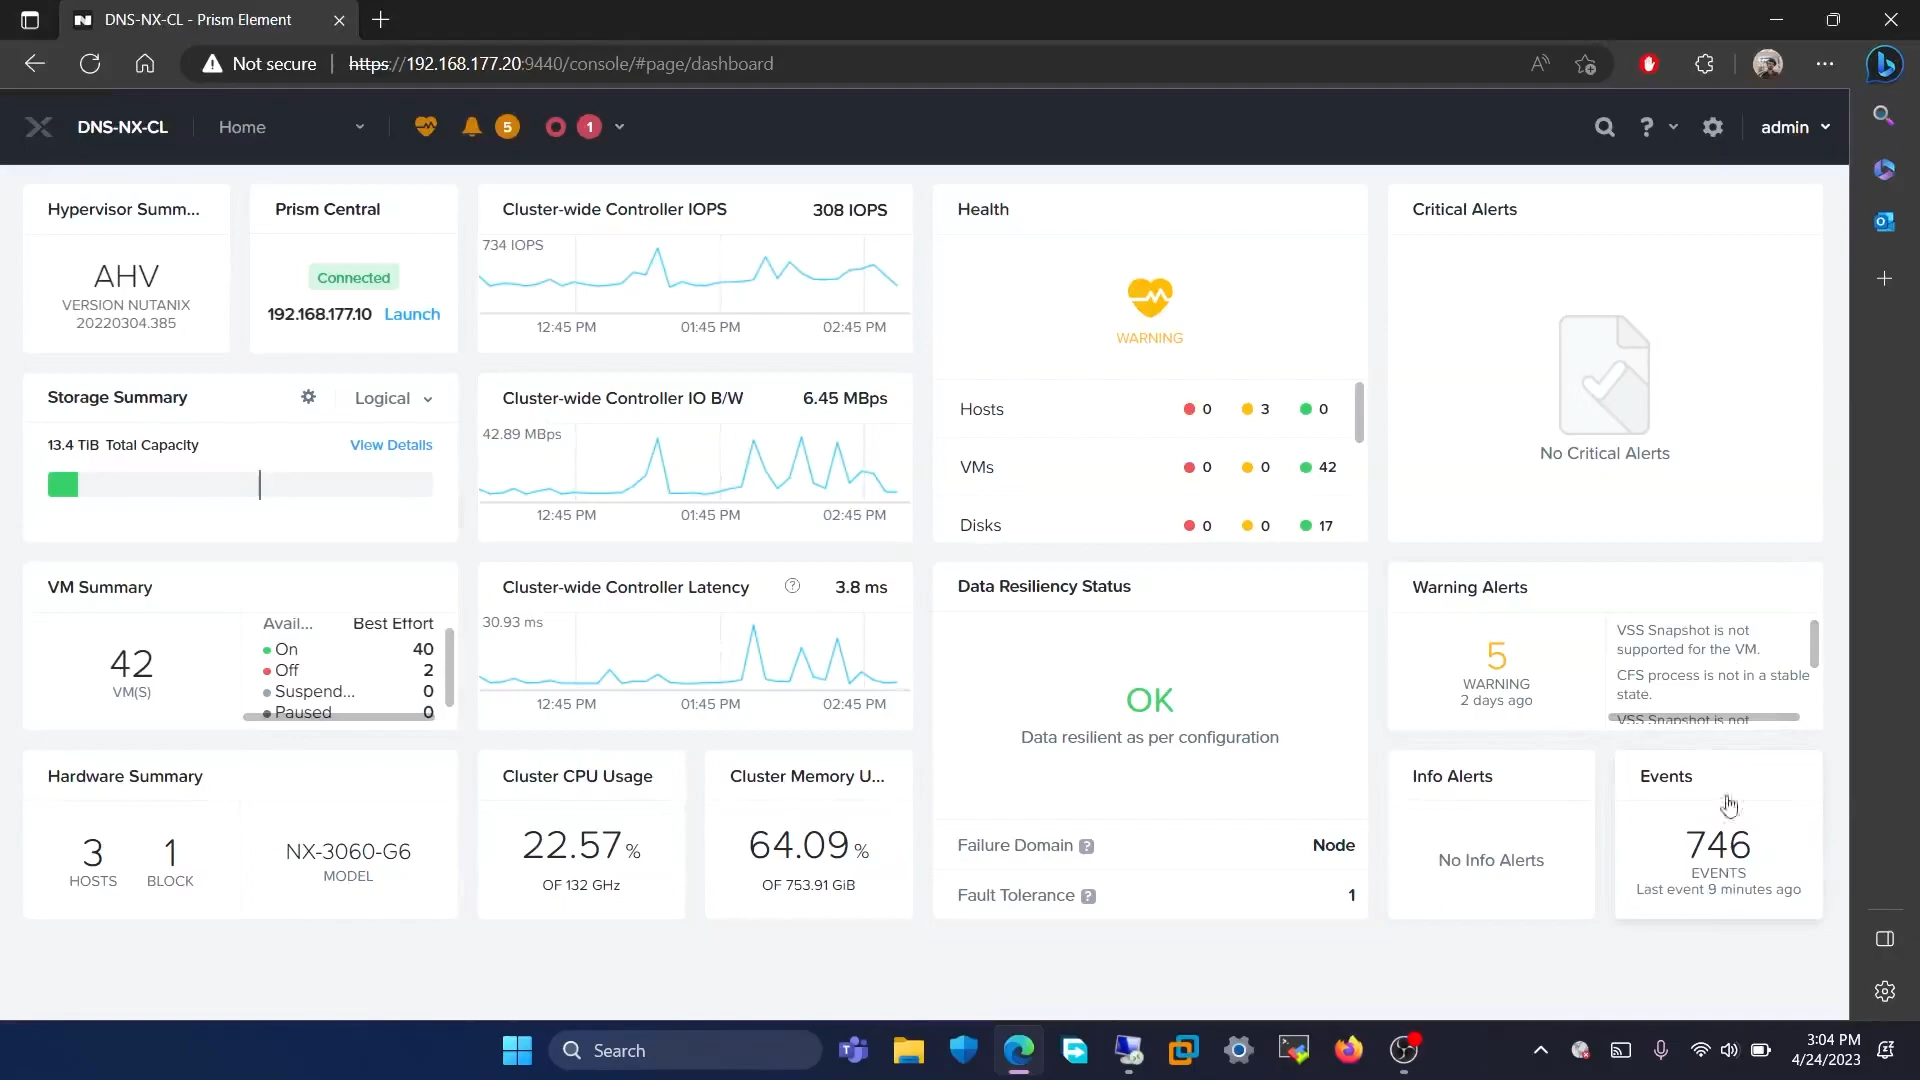 DNS-NX-CL - Prism Element
Not secure
https://192.168.177.20:9440/console/#page/dashboard
DNS-NX-CL
Home
5
1
?
admin
Hypervisor Summ...
AHV
VERSION NUTANIX
20220304.385
Prism Central
Connected
192.168.177.10 Launch
Cluster-wide Controller IOPS 308 IOPS
734 IOPS
12:45 PM 01:45 PM 02:45 PM
Health
WARNING
Hosts 0 3 0
VMs 0 0 42
Disks 0 0 17
Critical Alerts
No Critical Alerts
Storage Summary Logical
13.4 TiB Total Capacity View Details
Cluster-wide Controller IO B/W 6.45 MBps
42.89 MBps
12:45 PM 01:45 PM 02:45 PM
VM Summary
42
VM(S)
Avail... Best Effort
On 40
Off 2
Suspend... 0
Paused 0
Cluster-wide Controller Latency ? 3.8 ms
30.93 ms
12:45 PM 01:45 PM 02:45 PM
Data Resiliency Status
OK
Data resilient as per configuration
Failure Domain ? Node
Fault Tolerance ? 1
Warning Alerts
5
WARNING
2 days ago
VSS Snapshot is not
supported for the VM.
CFS process is not in a stable
state.
VSS Snapshot is not
Hardware Summary
3
HOSTS
1
BLOCK
NX-3060-G6
MODEL
Cluster CPU Usage
22.57 %
OF 132 GHz
Cluster Memory U...
64.09 %
OF 753.91 GiB
Info Alerts
No Info Alerts
Events
746
EVENTS
Last event 9 minutes ago
Search
3:04 PM
4/24/2023